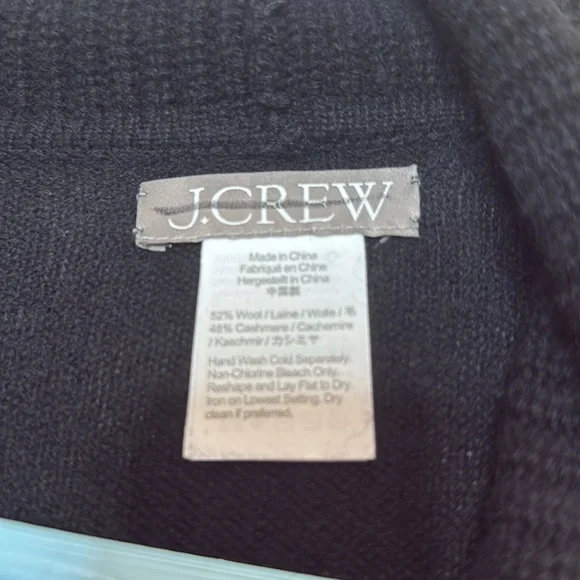 J.CREW
Made in China
Fabriqué en Chine
Hergestellt in China
中国製
52% Wool / Laine / Wolle / 毛
48% Cashmere / Cachemire
/ Kaschmir / カシミヤ
Hand Wash Cold Separately.
Non-Chlorine Bleach Only.
Reshape and Lay Flat to Dry.
Iron on Lowest Setting. Dry
clean if preferred.